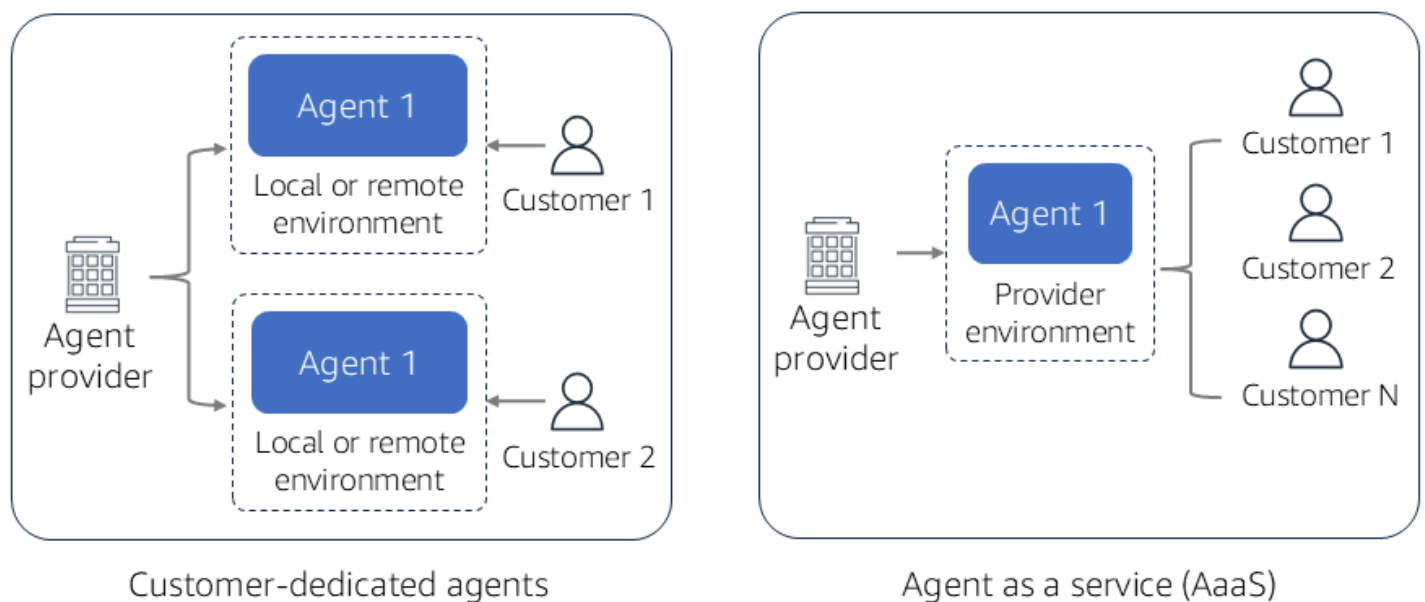 Agent 1
Local or remote
environment
Customer 1
Agent
provider
Agent 1
Local or remote
environment
Customer 2
Customer-dedicated agents
Agent provider
Agent 1
Provider
environment
Customer 1
Customer 2
Customer N
Agent as a service (AaaS)